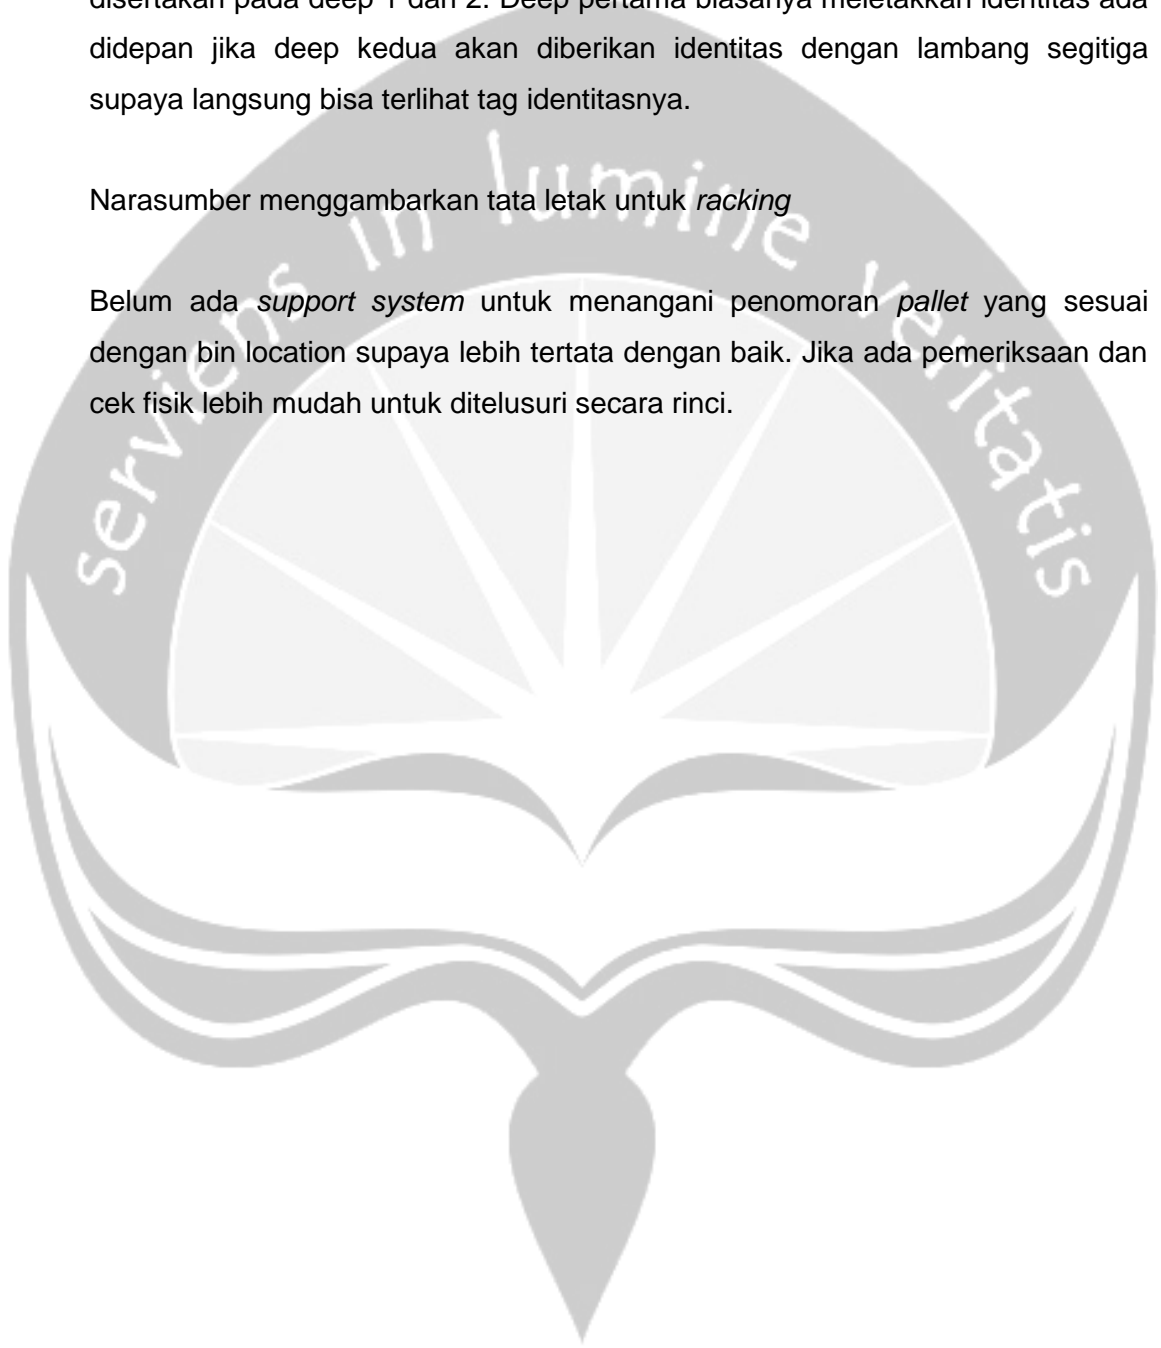 disertakan pada deep 1 dan 2. Deep pertama biasanya meletakkan identitas ada
didepan jika deep kedua akan diberikan identitas dengan lambang segitiga
supaya langsung bisa terlihat tag identitasnya.
Narasumber menggambarkan tata letak untuk racking
Belum ada support system untuk menangani penomoran pallet yang sesuai
dengan bin location supaya lebih tertata dengan baik. Jika ada pemeriksaan dan
cek fisik lebih mudah untuk ditelusuri secara rinci.
serviens in lumine veritatis